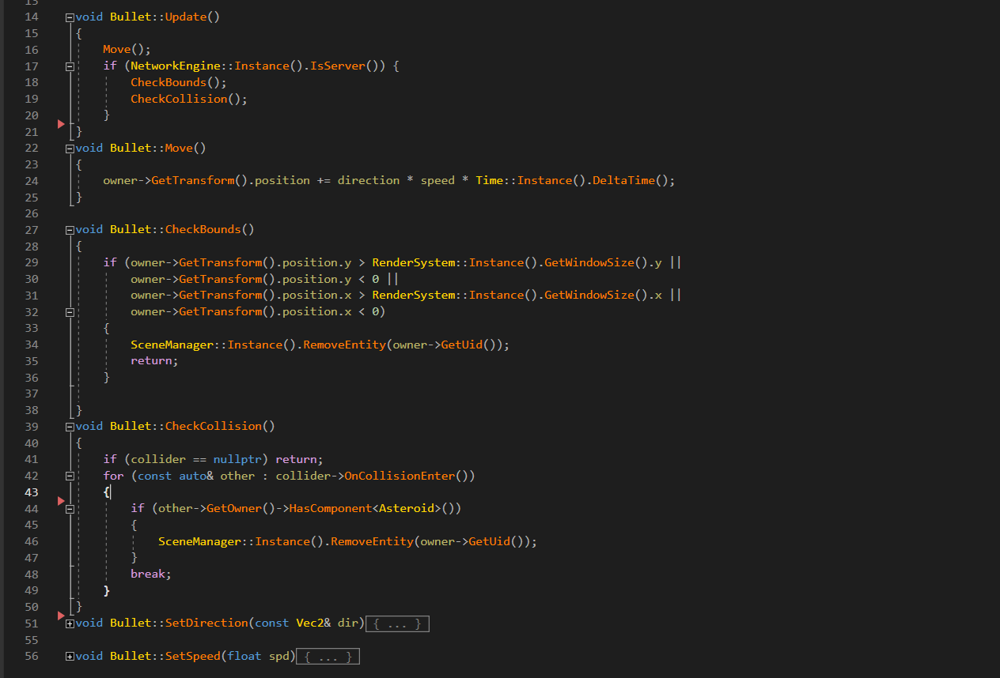 13
14 void Bullet::Update()
15 {
16 Move();
17 if (NetworkEngine::Instance().IsServer()) {
18 CheckBounds();
19 CheckCollision();
20 }
21 }
22 void Bullet::Move()
23 {
24 owner->GetTransform().position += direction * speed * Time::Instance().DeltaTime();
25 }
26
27 void Bullet::CheckBounds()
28 {
29 if (owner->GetTransform().position.y > RenderSystem::Instance().GetWindowSize().y ||
30 owner->GetTransform().position.y < 0 ||
31 owner->GetTransform().position.x > RenderSystem::Instance().GetWindowSize().x ||
32 owner->GetTransform().position.x < 0)
33 {
34 SceneManager::Instance().RemoveEntity(owner->GetUid());
35 return;
36 }
37
38 }
39 void Bullet::CheckCollision()
40 {
41 if (collider == nullptr) return;
42 for (const auto& other : collider->OnCollisionEnter())
43 {
44 if (other->GetOwner()->HasComponent<Asteroid>())
45 {
46 SceneManager::Instance().RemoveEntity(owner->GetUid());
47 }
48 break;
49 }
50 }
51 void Bullet::SetDirection(const Vec2& dir){ ... }
55
56 void Bullet::SetSpeed(float spd){ ... }